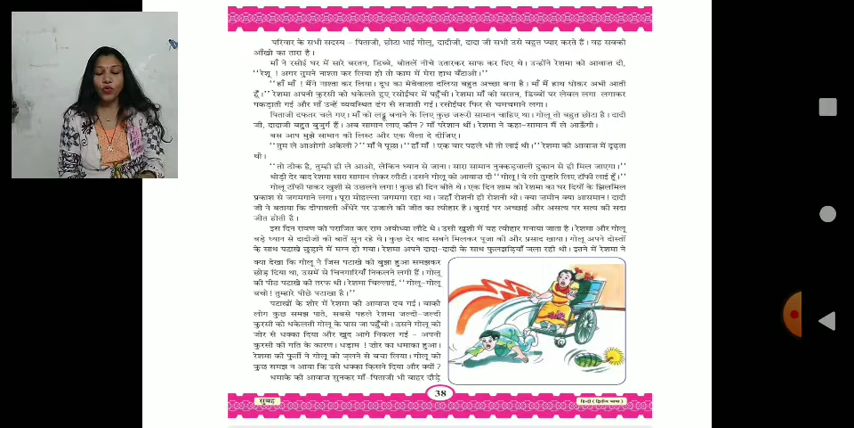 परिवार के सभी सदस्य – पिताजी, छोटा भाई गोलू, दादीजी, दादा जी सभी उसे बहुत प्यार करते हैं। वह सबकी
आँखों का तारा है।
माँ ने रसोई घर में सारे बरतन, डिब्बे, बोतलें नीचे उतारकर साफ कर दिए थे। उन्होंने रेशमा को आवाज़ दी,
''रेशू ! अगर तुमने नाश्ता कर लिया हो तो काम में मेरा हाथ बँटाओ।''
''हाँ माँ ! मैंने नाश्ता कर लिया। दूध का मेवेवाला दलिया बहुत अच्छा बना है। माँ मैं हाथ धोकर अभी आती
हूँ।'' रेशमा अपनी कुरसी को धकेलते हुए रसोईघर में पहुँची। रेशमा माँ को बरतन, डिब्बों पर लेबल लगा लगाकर
पकड़ाती गई और माँ उन्हें व्यवस्थित ढंग से सजाती गई। रसोईघर फिर से चमचमाने लगा।
पिताजी दफ़्तर चले गए। माँ को लड्डू बनाने के लिए कुछ जरूरी सामान चाहिए था। गोलू तो बहुत छोटा है। दादी
जी, दादाजी बहुत बुज़ुर्ग हैं। अब सामान लाए कौन? माँ परेशान थीं। रेशमा ने कहा–सामान मैं ले आऊँगी।
बस आप मुझे सामान की लिस्ट और एक थैला दे दीजिए।
''तुम ले आओगी अकेली?'' माँ ने पूछा। ''हाँ माँ ! एक बार पहले भी तो लाई थी।'' रेशमा की आवाज़ में दृढ़ता
थी।
''तो ठीक है, तुम्हीं ही ले आओ, लेकिन ध्यान से जाना। सारा सामान नुक्कड़वाली दुकान से ही मिल जाएगा।''
थोड़ी देर बाद रेशमा सारा सामान लेकर लौटी। उसने गोलू को आवाज़ दी ''गोलू ! ये लो तुम्हारे लिए टॉफी लाई हूँ।''
गोलू टॉफी पाकर खुशी से उछलने लगा। कुछ ही दिन बीते थे। एक दिन शाम को रेशमा का घर दियों के झिलमिल
प्रकाश से जगमगाने लगा। पूरा मोहल्ला जगमगा रहा था। जहाँ रोशनी ही रोशनी थी। क्या ज़मीन क्या आसमान। दादी
जी ने बताया कि दीपावली अँधेरे पर उजाले की जीत का त्योहार है। बुराई पर अच्छाई और असत्य पर सत्य की सदा
जीत होती है।
इस दिन रावण को पराजित कर राम अयोध्या लौटे थे। उसी खुशी में यह त्योहार मनाया जाता है। रेशमा और गोलू
बड़े ध्यान से दादीजी की बातें सुन रहे थे। कुछ देर बाद सबने मिलकर पूजा की और प्रसाद खाया। गोलू अपने दोस्तों
के साथ पटाखे छुड़ाने में मग्न हो गया। रेशमा अपने दादा-दादी के साथ फुलझड़ियाँ जला रही थी। इतने में रेशमा ने
क्या देखा कि गोलू ने जिस पटाखे को बुझा हुआ समझकर
छोड़ दिया था, उसमें से चिनगारियाँ निकलने लगी हैं। गोलू
की पीठ पटाखे की तरफ थी। रेशमा चिल्लाई, ''गोलू–गोलू
बचो ! तुम्हारे पीछे पटाखा है।''
पटाखों के शोर में रेशमा की आवाज़ दब गई। बाकी
लोग कुछ समझ पाते, सबसे पहले रेशमा जल्दी-जल्दी
कुरसी को धकेलती गोलू के पास जा पहुँची। उसने गोलू को
जोर से धक्का दिया और खुद आगे निकल गई – अपनी
कुरसी की गति के कारण। धड़ाम ! ज़ोर का धमाका हुआ।
रेशमा की फुर्ती ने गोलू को जलने से बचा लिया। गोलू को
कुछ समझ न आया कि उसे धक्का किसने दिया और क्यों?
धमाके की आवाज़ सुनकर माँ–पिताजी भी बाहर दौड़े
सुबह
38
हिन्दी (द्वितीय भाषा)